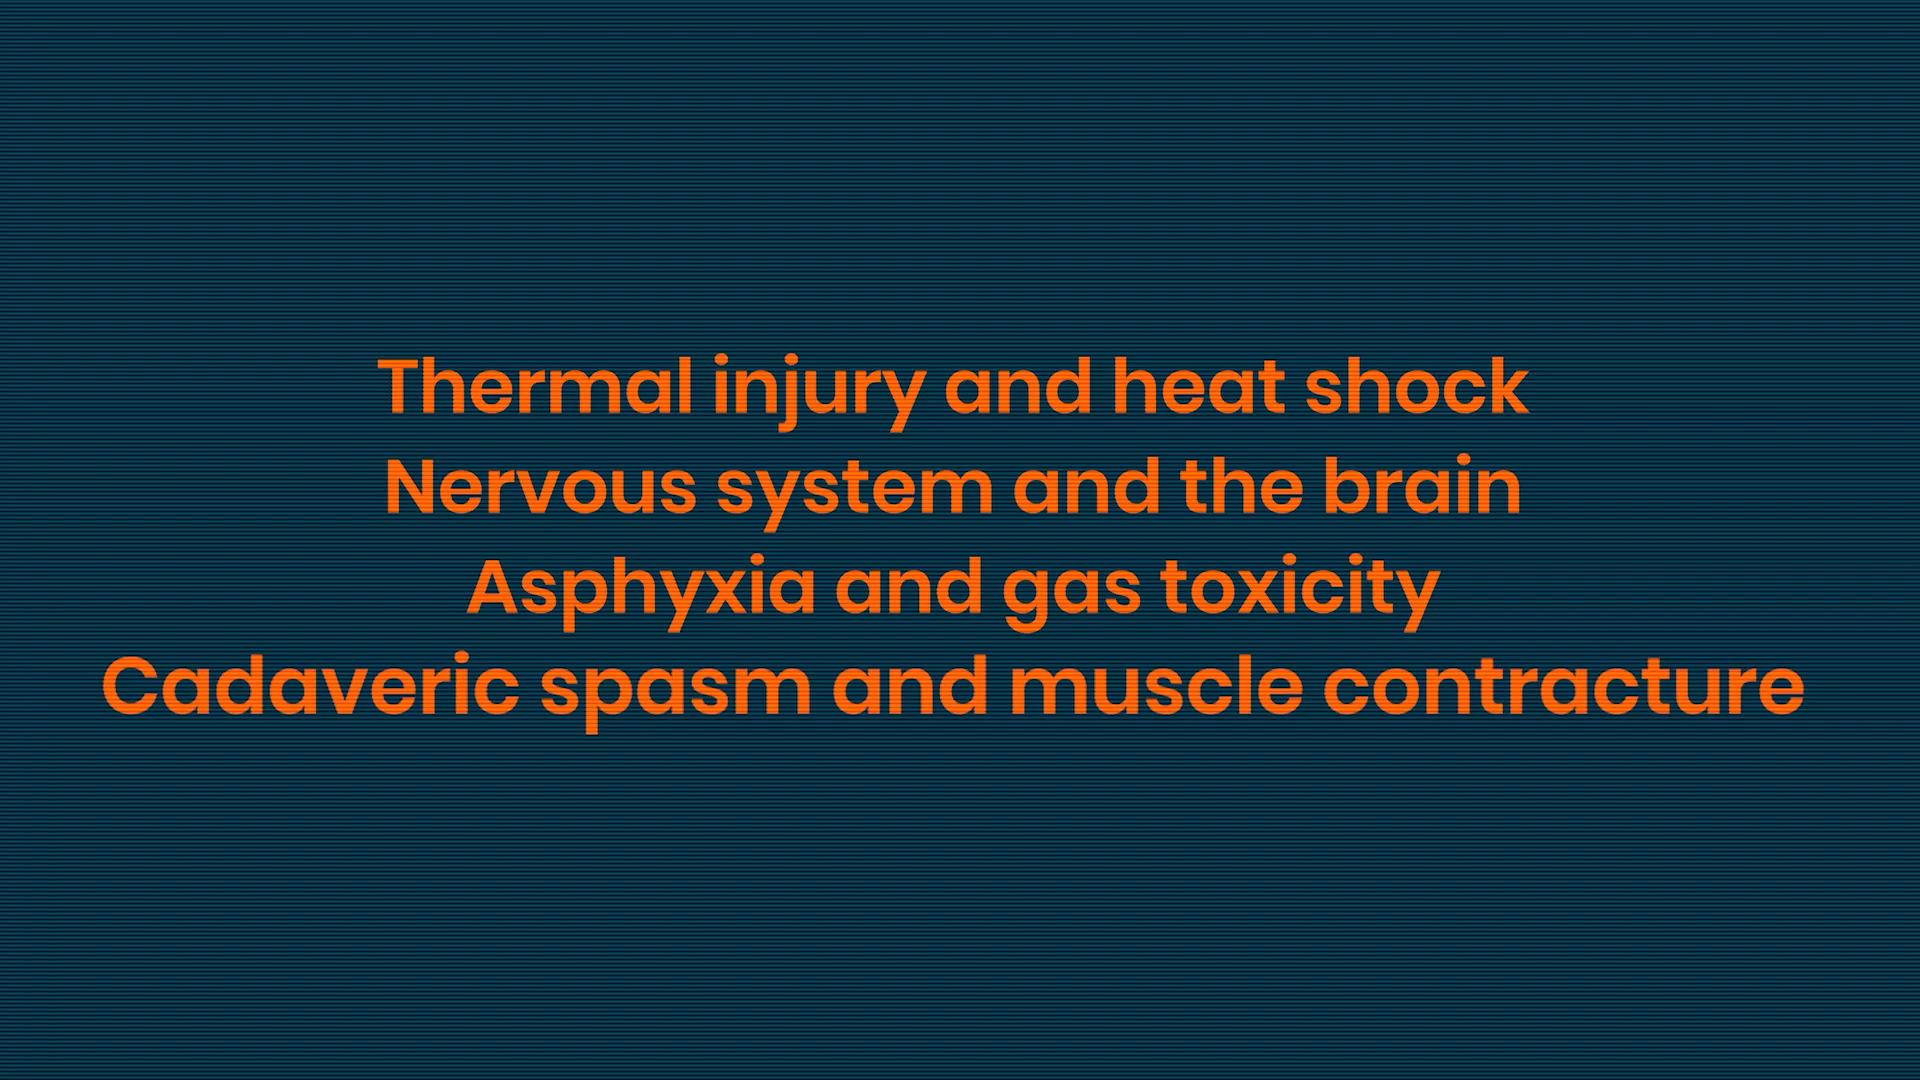 Thermal injury and heat shock
Nervous system and the brain
Asphyxia and gas toxicity
Cadaveric spasm and muscle contracture